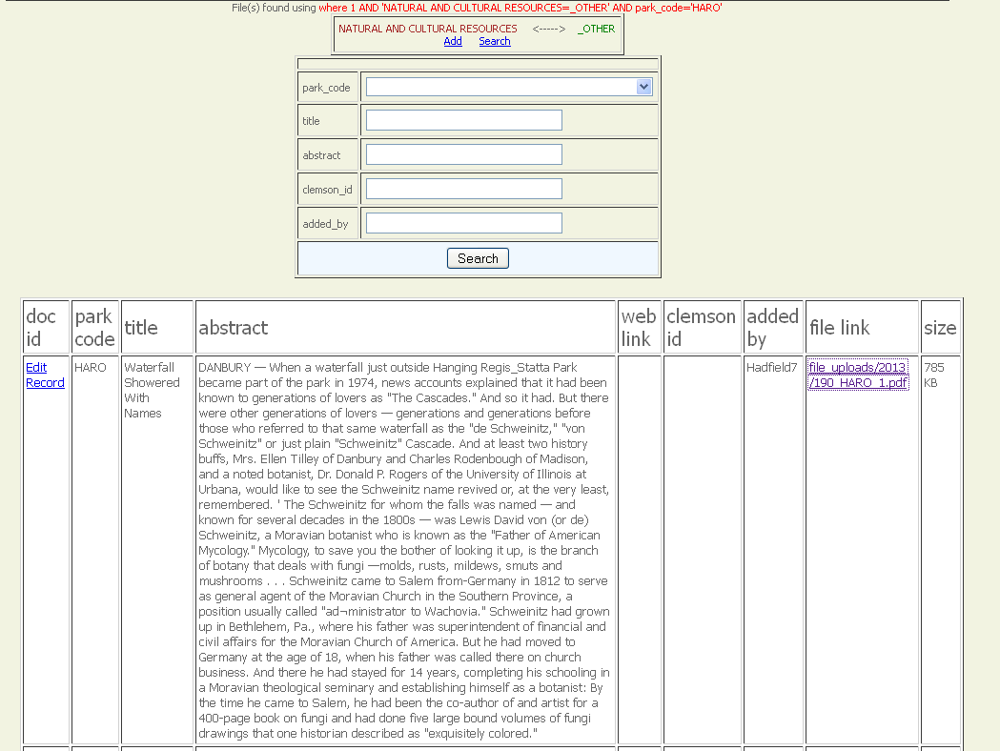 File(s) found using where 1 AND 'NATURAL AND CULTURAL RESOURCES=_OTHER' AND park_code='HARO'
NATURAL AND CULTURAL RESOURCES <-----> _OTHER
Add Search
park_code
title
abstract
clemson_id
added_by
Search
doc id park code title abstract web link clemson id added by file link size
Edit Record
HARO
Waterfall
Showered
With
Names
DANBURY — When a waterfall just outside Hanging Regis_Statta Park
became part of the park in 1974, news accounts explained that it had been
known to generations of lovers as "The Cascades." And so it had. But there
were other generations of lovers — generations and generations before
those who referred to that same waterfall as the "de Schweinitz," "von
Schweinitz" or just plain "Schweinitz" Cascade. And at least two history
buffs, Mrs. Ellen Tilley of Danbury and Charles Rodenbough of Madison,
and a noted botanist, Dr. Donald P. Rogers of the University of Illinois at
Urbana, would like to see the Schweinitz name revived or, at the very least,
remembered. ' The Schweinitz for whom the falls was named — and
known for several decades in the 1800s — was Lewis David von (or de)
Schweinitz, a Moravian botanist who is known as the "Father of American
Mycology." Mycology, to save you the bother of looking it up, is the branch
of botany that deals with fungi —molds, rusts, mildews, smuts and
mushrooms . . . Schweinitz came to Salem from-Germany in 1812 to serve
as general agent of the Moravian Church in the Southern Province, a
position usually called "ad¬ministrator to Wachovia." Schweinitz had grown
up in Bethlehem, Pa., where his father was superintendent of financial and
civil affairs for the Moravian Church of America. But he had moved to
Germany at the age of 18, when his father was called there on church
business. And there he had stayed for 14 years, completing his schooling in
a Moravian theological seminary and establishing himself as a botanist: By
the time he came to Salem, he had been the co-author of and artist for a
400-page book on fungi and had done five large bound volumes of fungi
drawings that one historian described as "exquisitely colored."
Hadfield7
file_uploads/2013
/190_HARO_1.pdf
785
KB